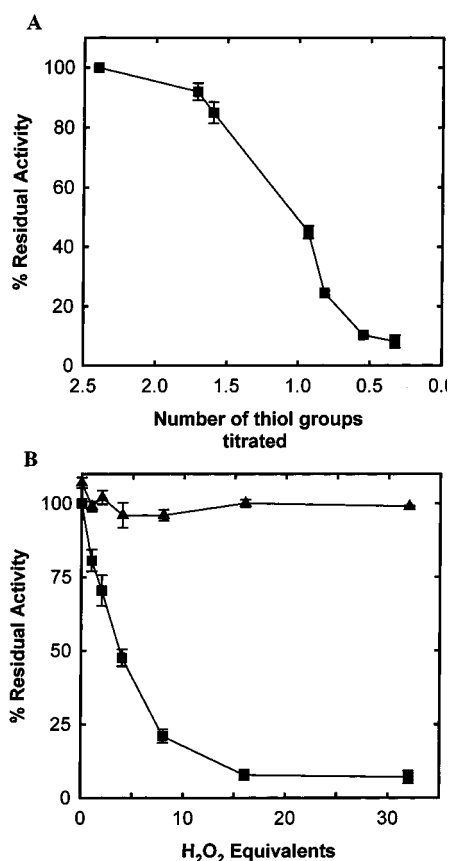 A
% Residual Activity
100
80
60
40
20
0
2.5 2.0 1.5 1.0 0.5 0.
Number of thiol groups
titrated
B
% Residual Activity
100
75
50
25
0
0 10 20 30
H₂O₂ Equivalents